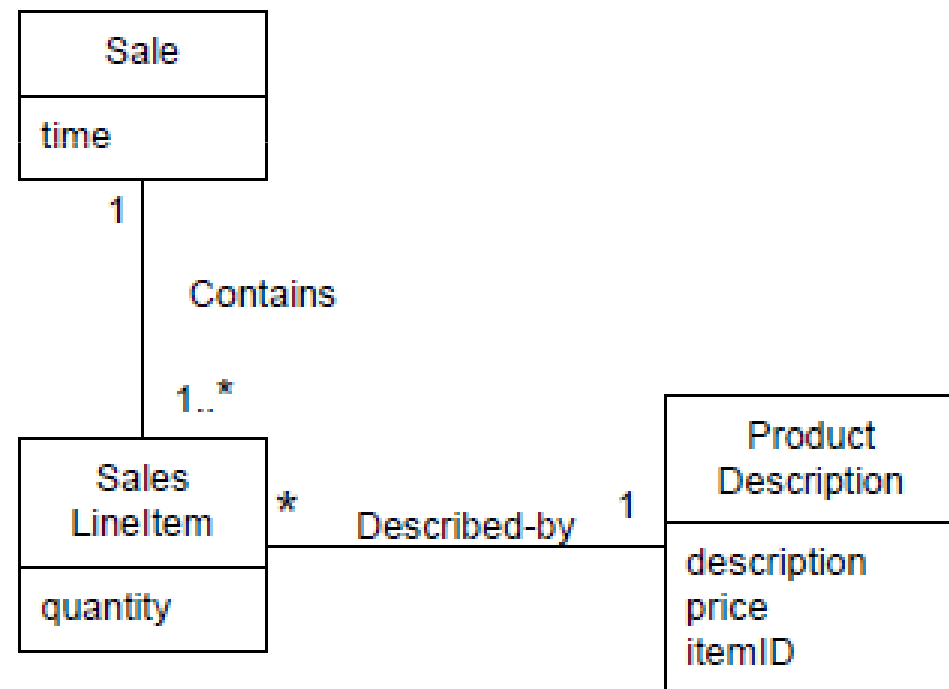 Sale
time
1
Contains
1..*
Sales
LineItem
quantity
*
Described-by
1
Product
Description
description
price
itemID